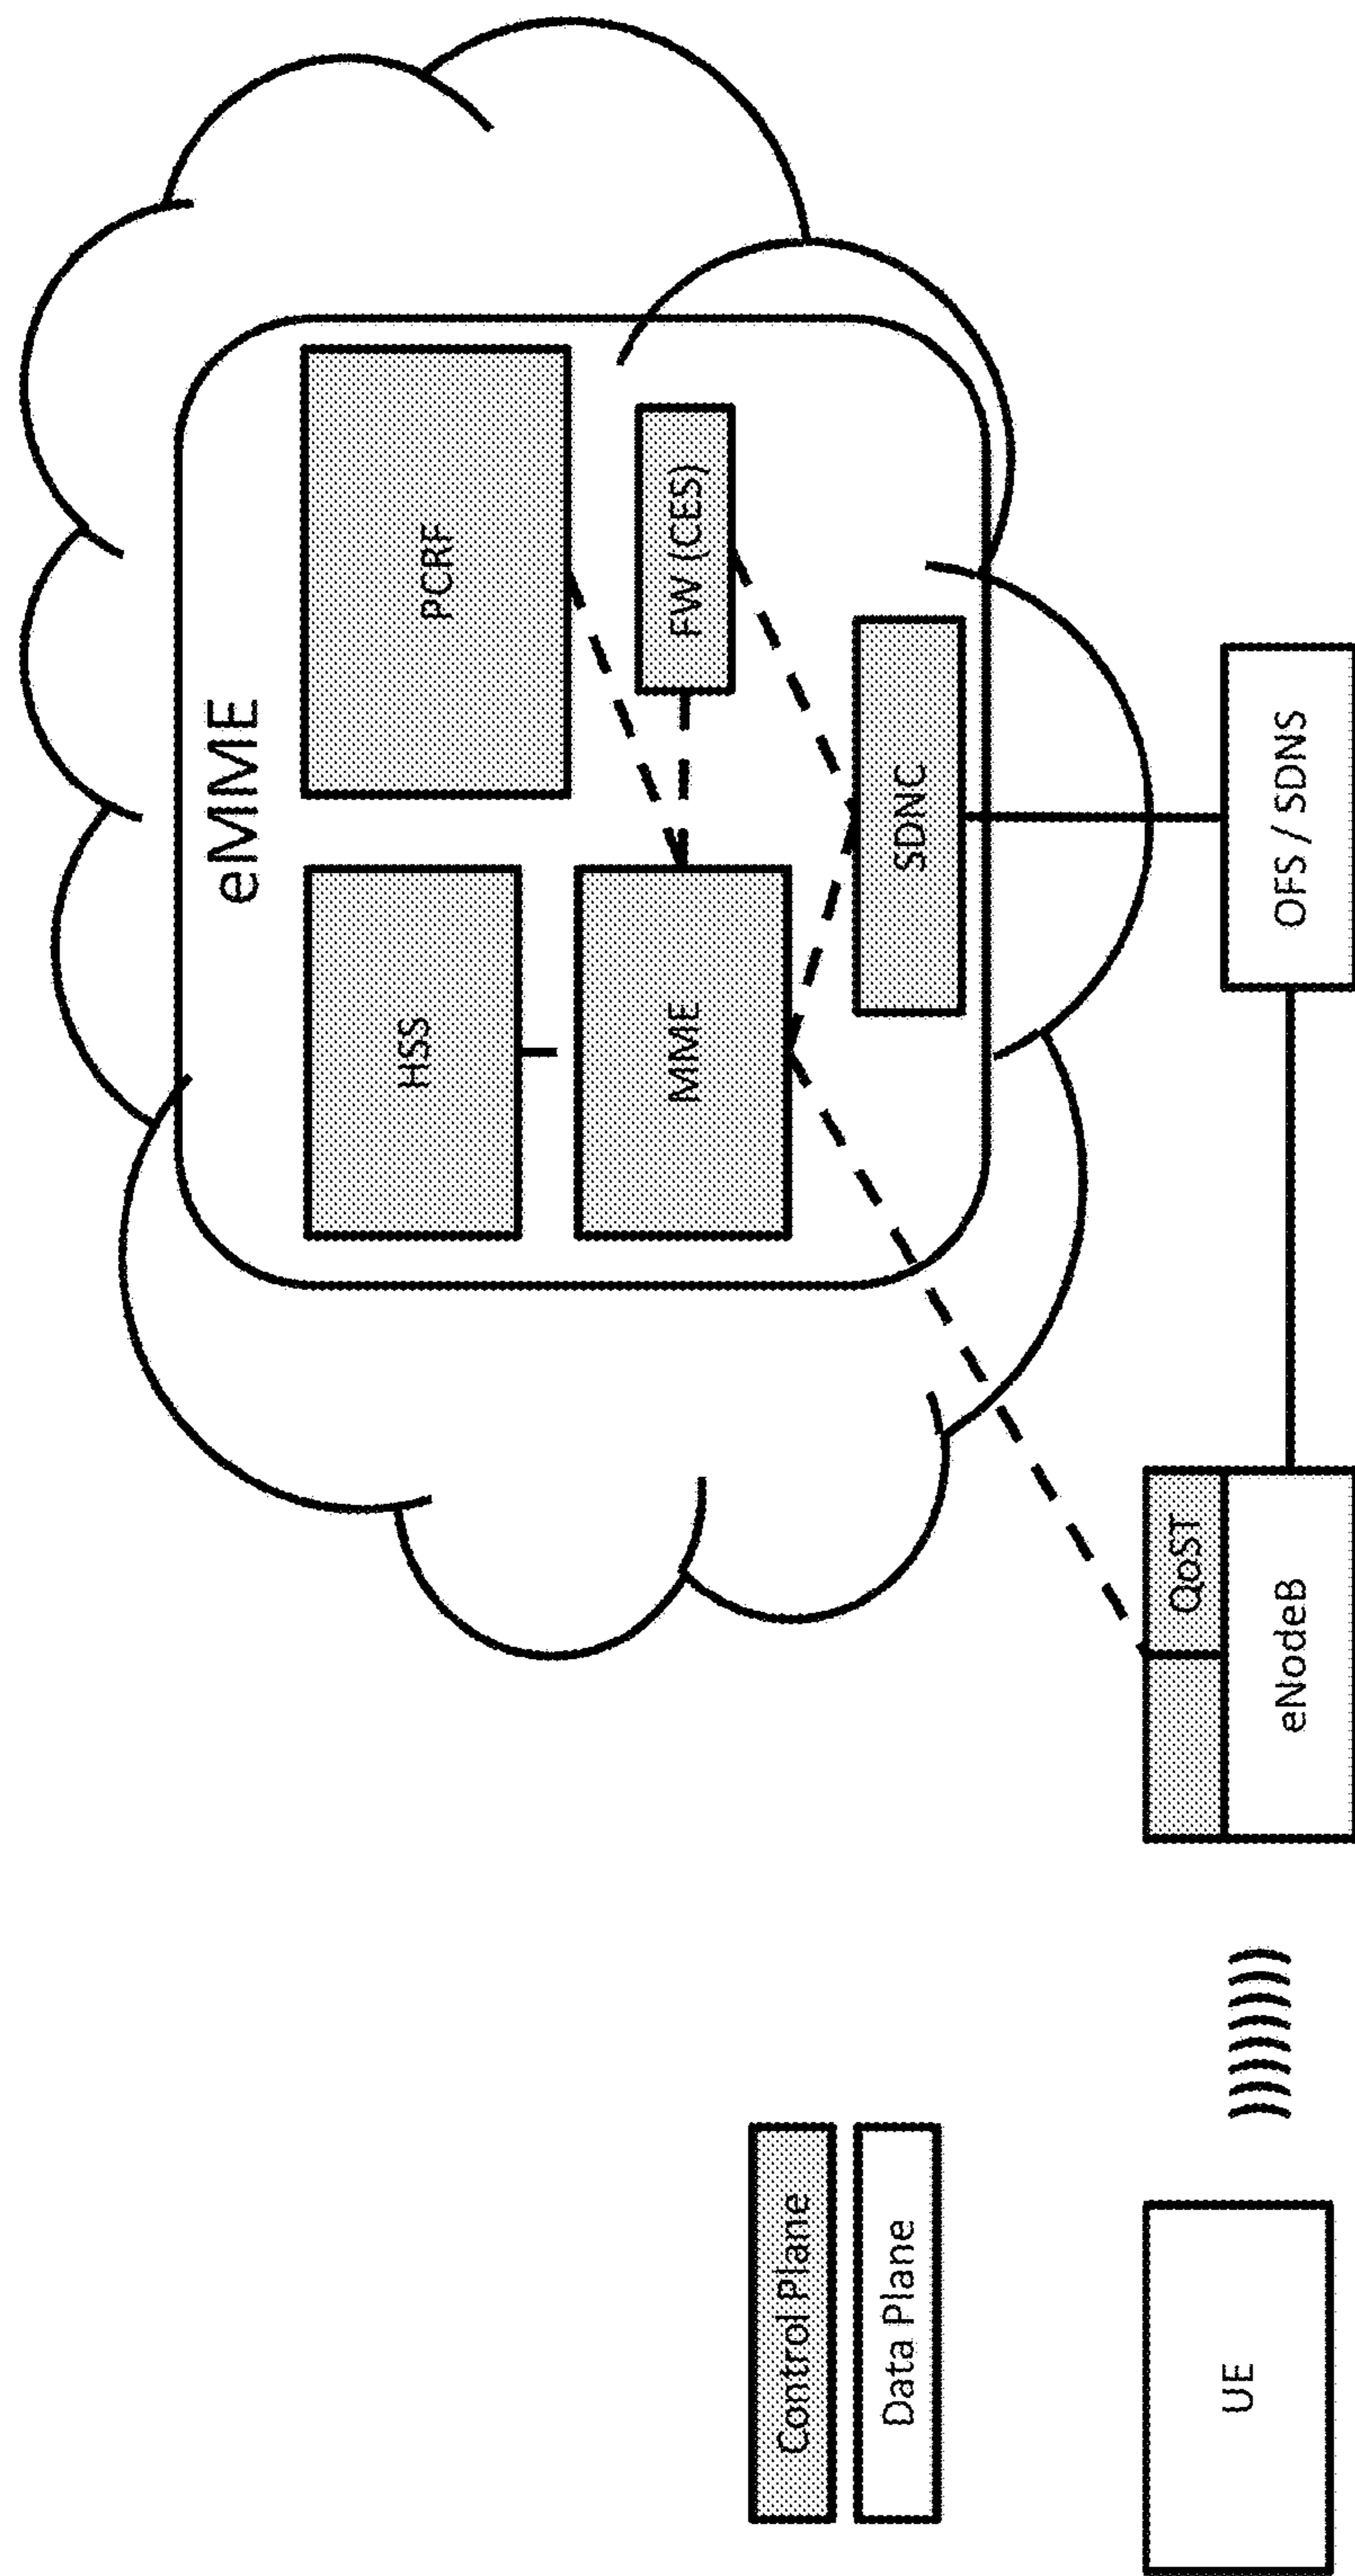 eMME
HSS
PCRF
MME
FW (CES)
SDNC
Control Plane
Data Plane
QoST
UE
eNodeB
OFS / SDNS